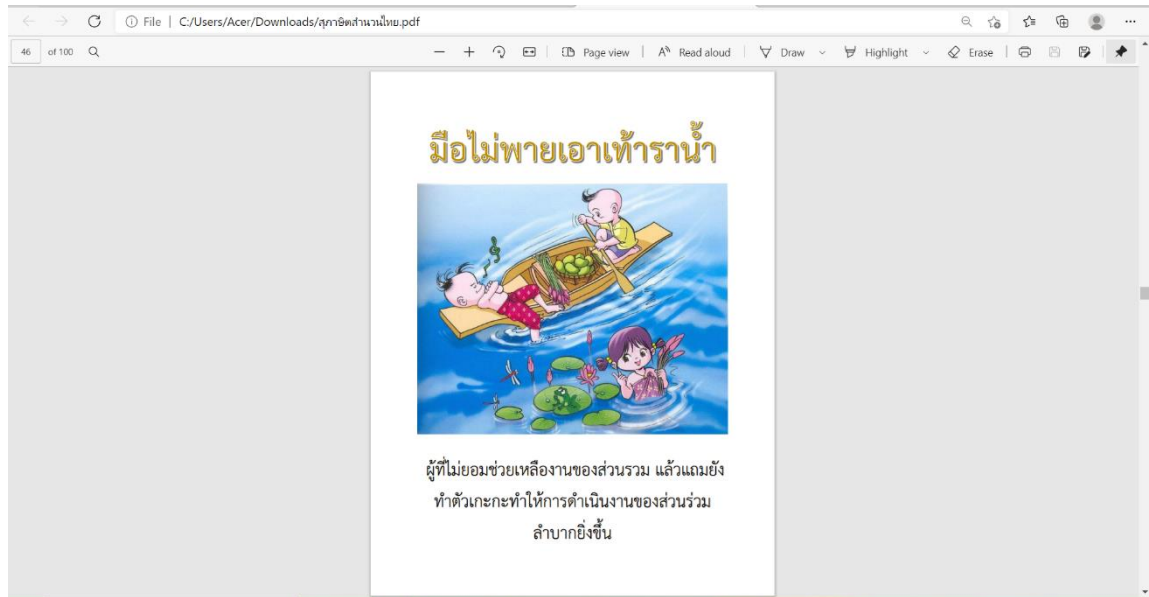 File | C:/Users/Acer/Downloads/สุภาษิตสำนวนไทย.pdf
46 of 100 Page view | Read aloud | Draw Highlight Erase
มือไม่พายเอาเท้าราน้ำ
ผู้ที่ไม่ยอมช่วยเหลืองานของส่วนรวม แล้วแถมยัง
ทำตัวเกะกะทำให้การดำเนินงานของส่วนร่วม
ลำบากยิ่งขึ้น